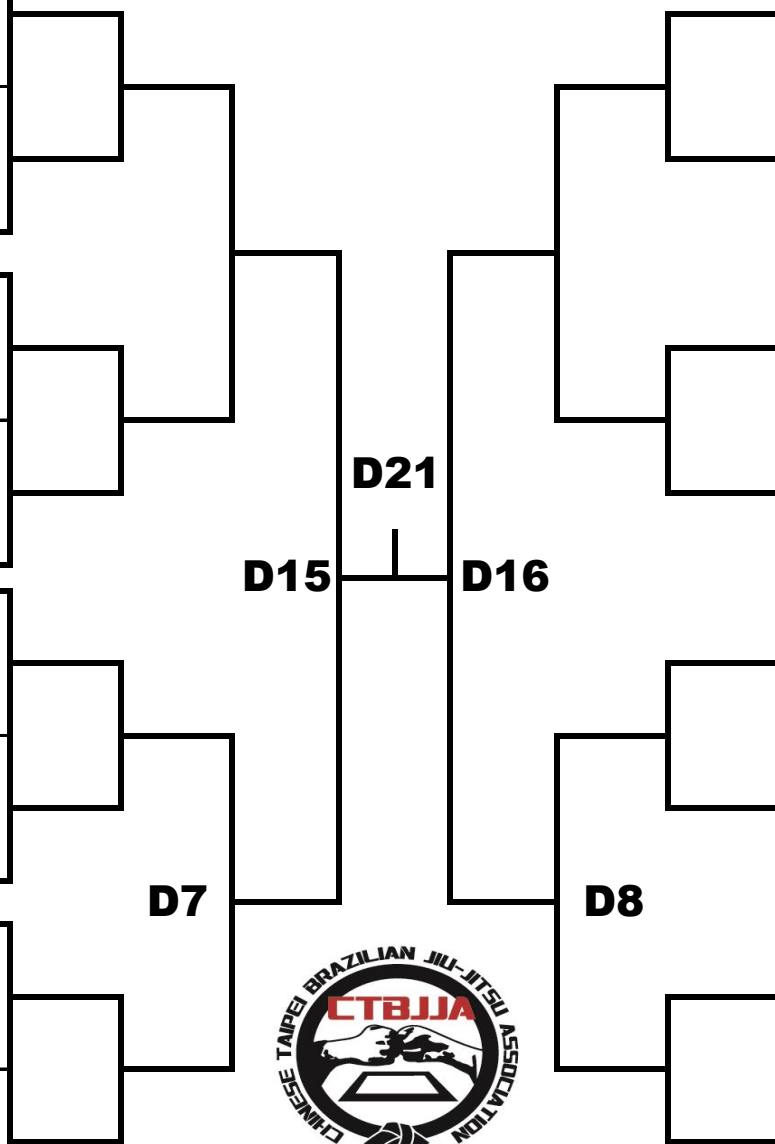 D21
D15
D16
D7
D8
CHINESE TAIPEI BRAZILIAN JIU-JITSU ASSOCIATION
CTBJJA